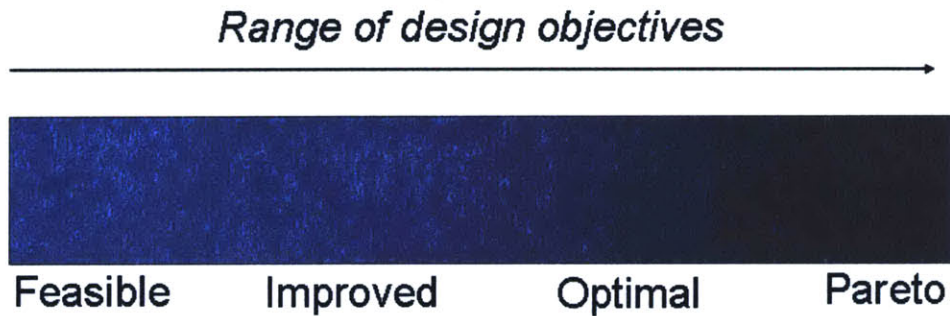 Range of design objectives
Feasible Improved Optimal Pareto